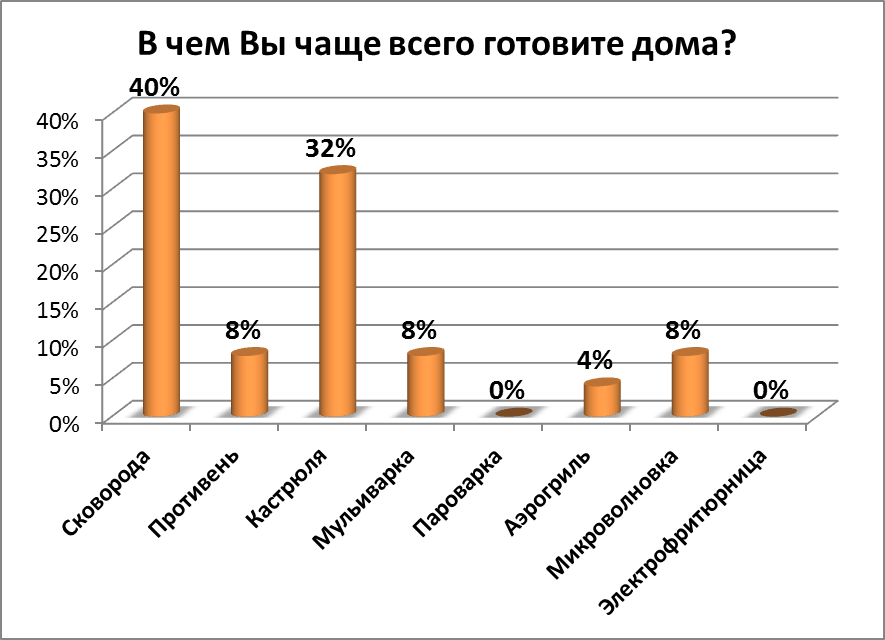 В чем Вы чаще всего готовите дома?
40%
35%
30%
25%
20%
15%
10%
5%
0%
40%
8%
32%
8%
0%
4%
8%
0%
Сковорода
Противень
Кастрюля
Мульиварка
Пароварка
Аэрогриль
Микроволновка
Электрофритюрница